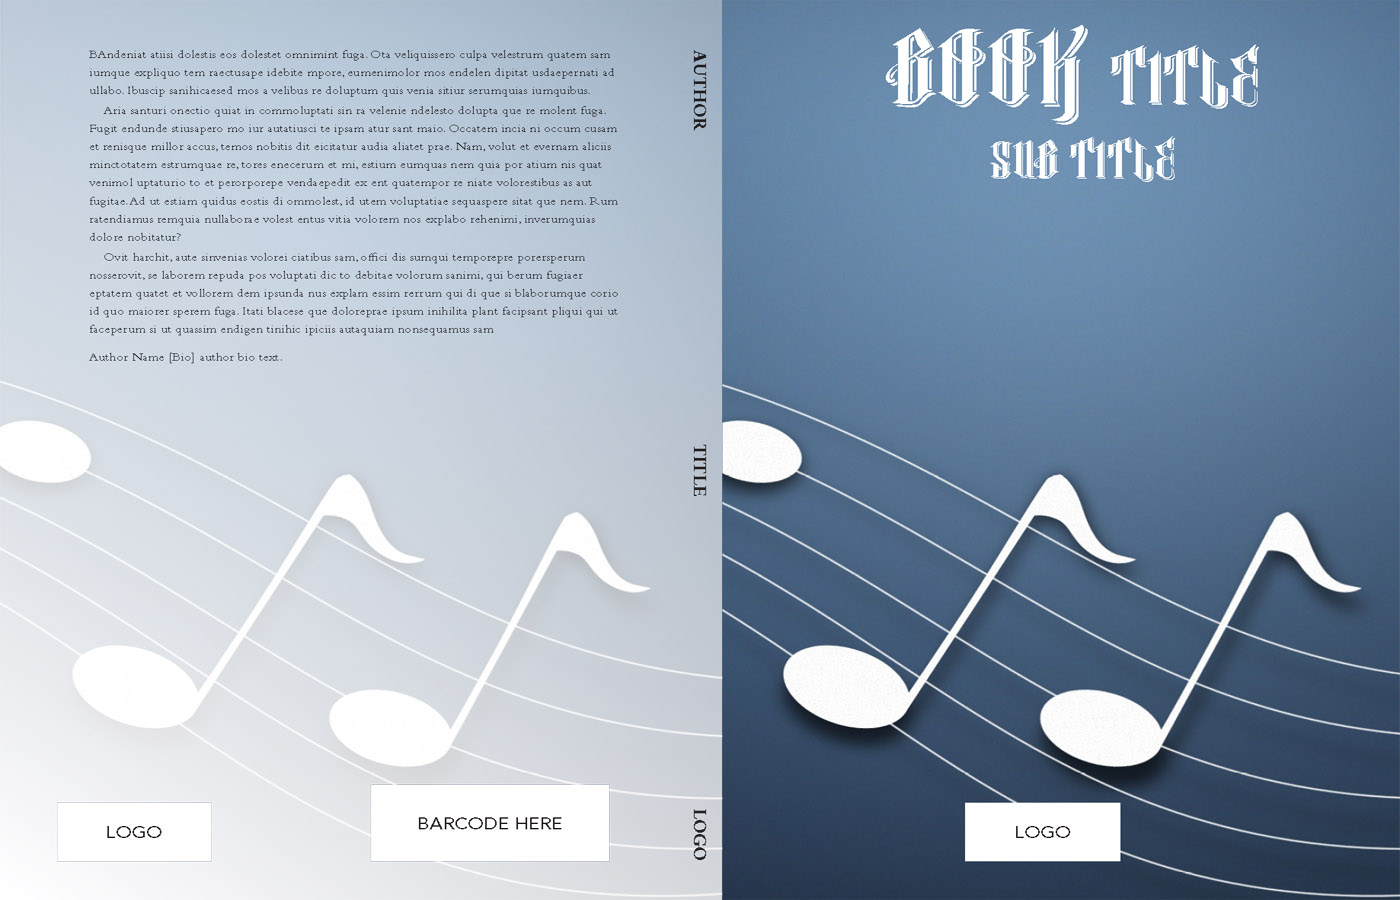 BAndeniat atiisi dolestis eos dolestet omnimint fuga. Ota veliquissero culpa velestrum quatem sam
iumque expliquo tem raectusape idebite mpore, eumenimolor mos endelen dipitat usdaepernati ad
ullabo. Ibuscip sanihicaesed mos a velibus re doluptum quis venia sitiur serumquias iumquibus.
Aria santuri onectio quiat in commoluptati sin ra velenie ndelesto dolupta que re molent fuga.
Fugit endunde stiusapero mo iur autatiusci te ipsam atur sant maio. Occatem incia ni occum cusam
et renisque millor accus, temos nobitis dit eicitatur audia aliatet prae. Nam, volut et evernam aliciis
minctotatem estrumquae re, tores enecerum et mi, estium eumquas nem quia por atium nis quat
venimol uptaturio to et perorporepe vendaepedit ex ent quatempor re niate volorestibus as aut
fugitae. Ad ut estiam quidus eostis di ommolest, id utem voluptatiae sequaspere sitat que nem. Rum
ratendiamus remquia nullaborae volest entus vitia volorem nos explabo rehenimi, inverumquias
dolore nobitatur?
Ovit harchit, aute sinvenias volorei ciatibus sam, offici dis sumqui temporepre porersperum
nosserovit, se laborem repuda pos voluptati dic to debitae volorum sanimi, qui berum fugiaer
eptatem quatet et vollorem dem ipsunda nus explam essim rerrum qui di que si blaborumque corio
id quo maiorer sperem fuga. Itati blacese que doloreprae ipsum inihilita plant facipsant pliqui qui ut
faceperum si ut quassim endigen tinihic ipiciis autaquiam nonsequamus sam
Author Name [Bio] author bio text.
LOGO
BARCODE HERE
AUTHOR
TITLE
LOGO
BOOK TITLE
SUB TITLE
LOGO